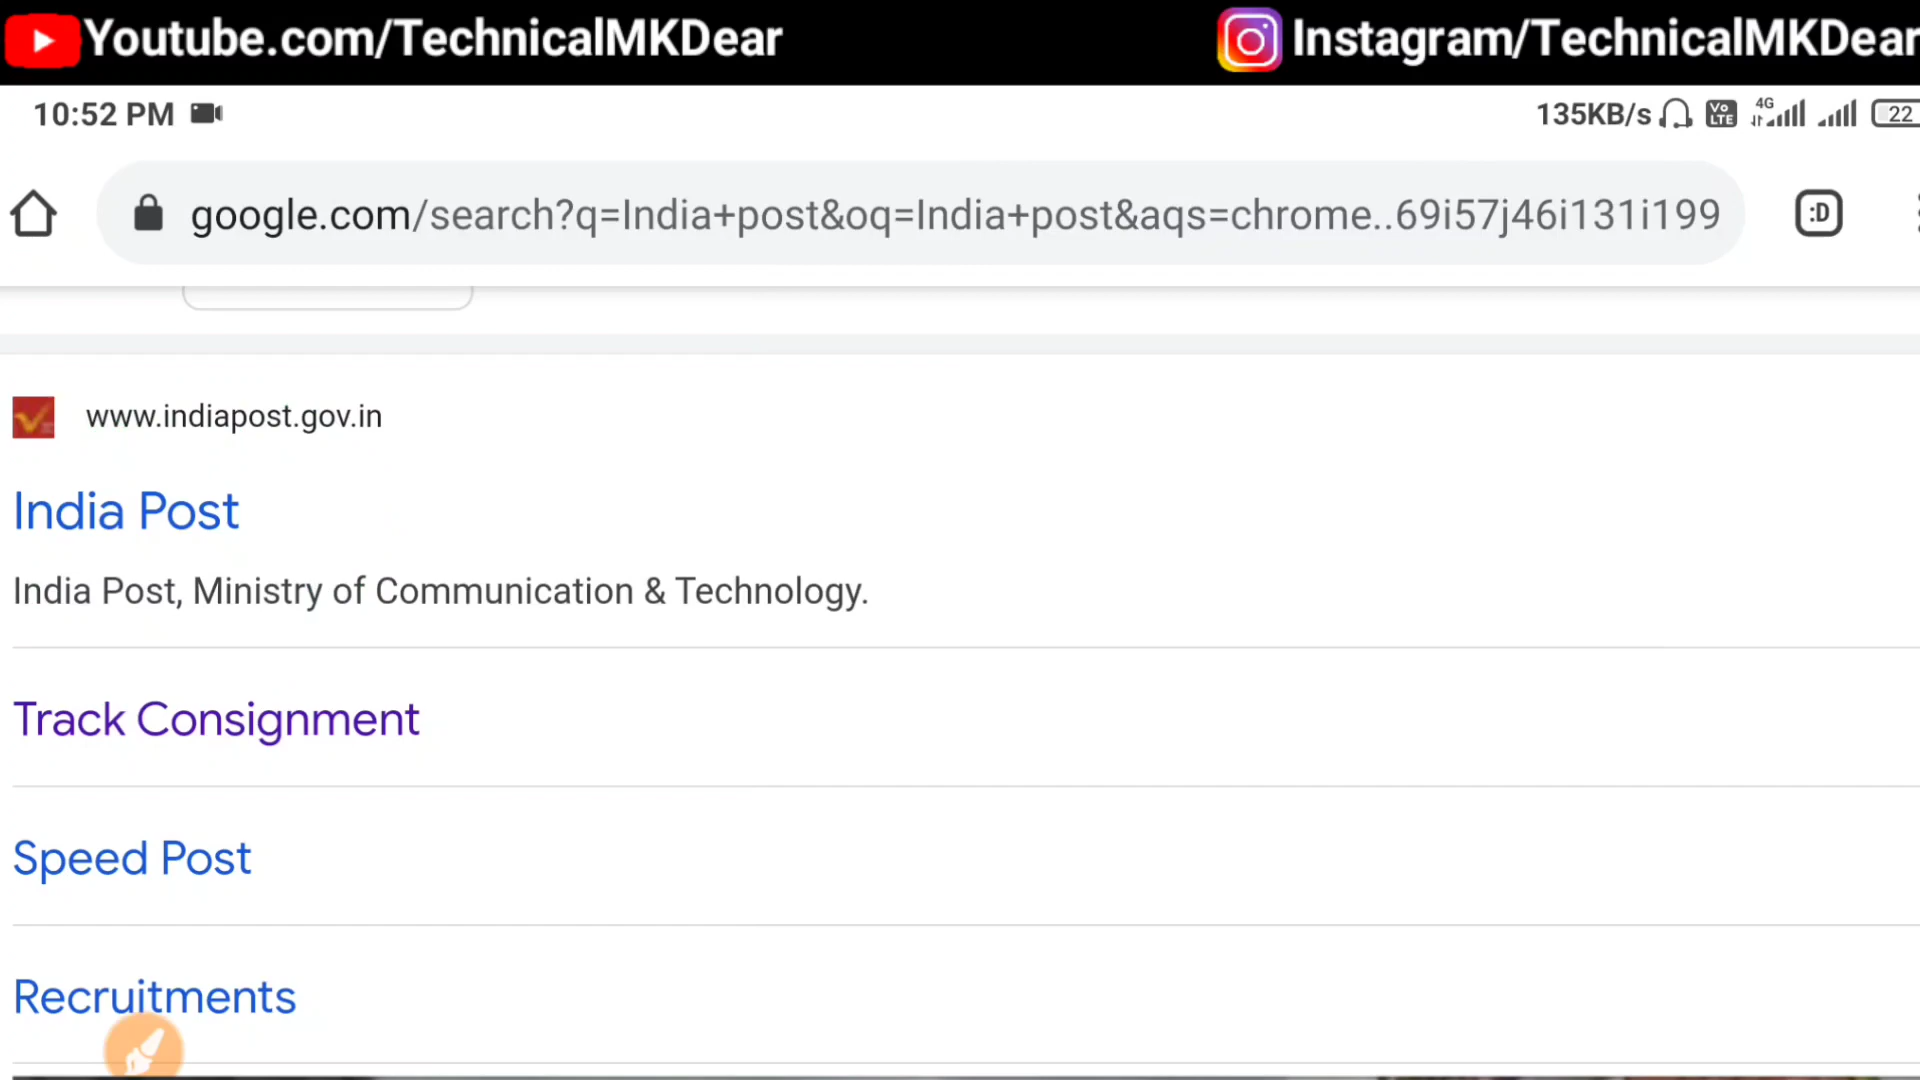 Youtube.com/TechnicalMKDear Instagram/TechnicalMKDear
10:52 PM 135KB/s Vo LTE 4G 22
google.com/search?q=India+post&oq=India+post&aqs=chrome..69i57j46i131i199 :D
www.indiapost.gov.in
India Post
India Post, Ministry of Communication & Technology.
Track Consignment
Speed Post
Recruitments